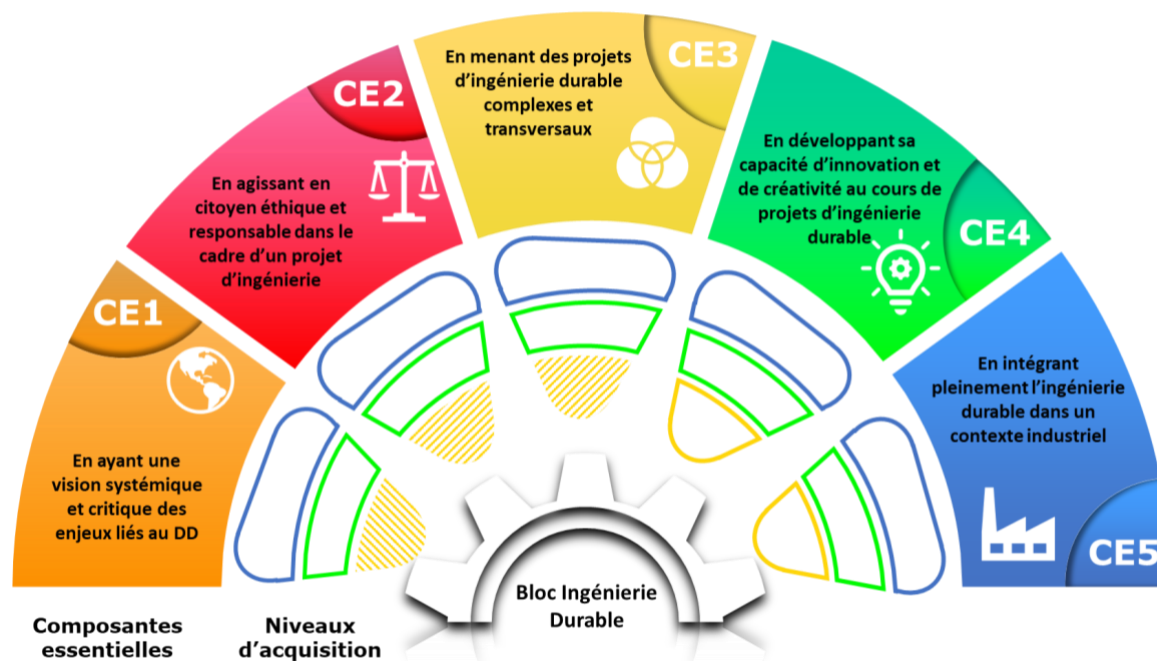 CE1
En ayant une
vision systémique
et critique des
enjeux liés au DD
CE2
En agissant en
citoyen éthique et
responsable dans le
cadre d'un projet
d'ingénierie
CE3
En menant des projets
d'ingénierie durable
complexes et
transversaux
CE4
En développant sa
capacité d'innovation et
de créativité au cours de
projets d'ingénierie
durable
CE5
En intégrant
pleinement l'ingénierie
durable dans un
contexte industriel
Bloc Ingénierie
Durable
Composantes
essentielles
Niveaux
d'acquisition